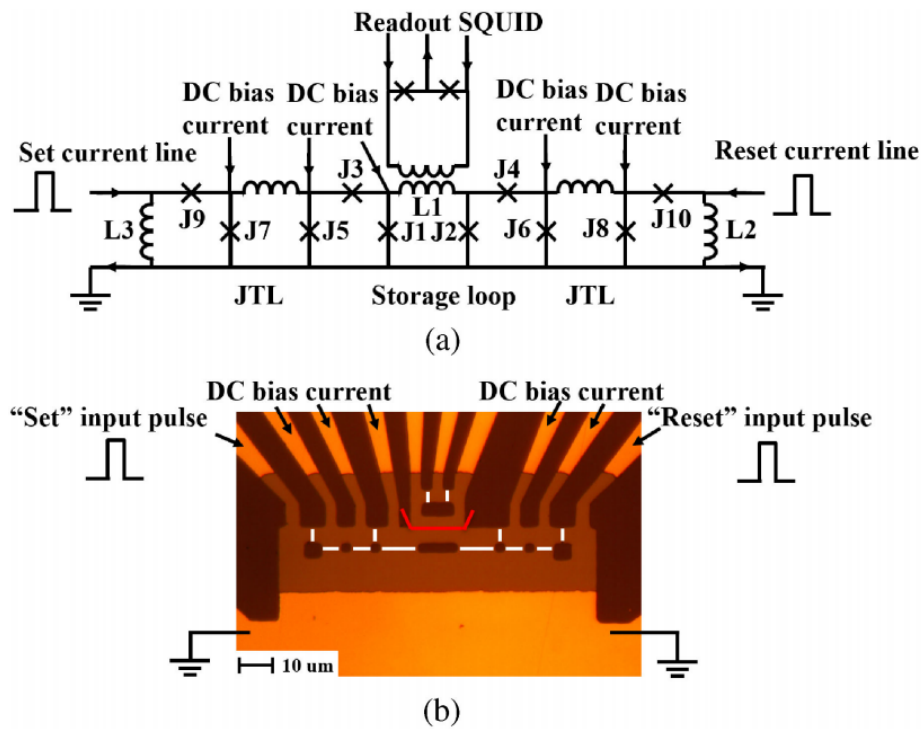 Readout SQUID
DC bias
current
DC bias
current
DC bias
current
DC bias
current
Set current line
Reset current line
J3
J4
L1
J9
J10
L3
J7
J5
J1
J2
J6
J8
L2
JTL
Storage loop
JTL
(a)
DC bias current
DC bias current
“Set” input pulse
“Reset” input pulse
10 um
(b)